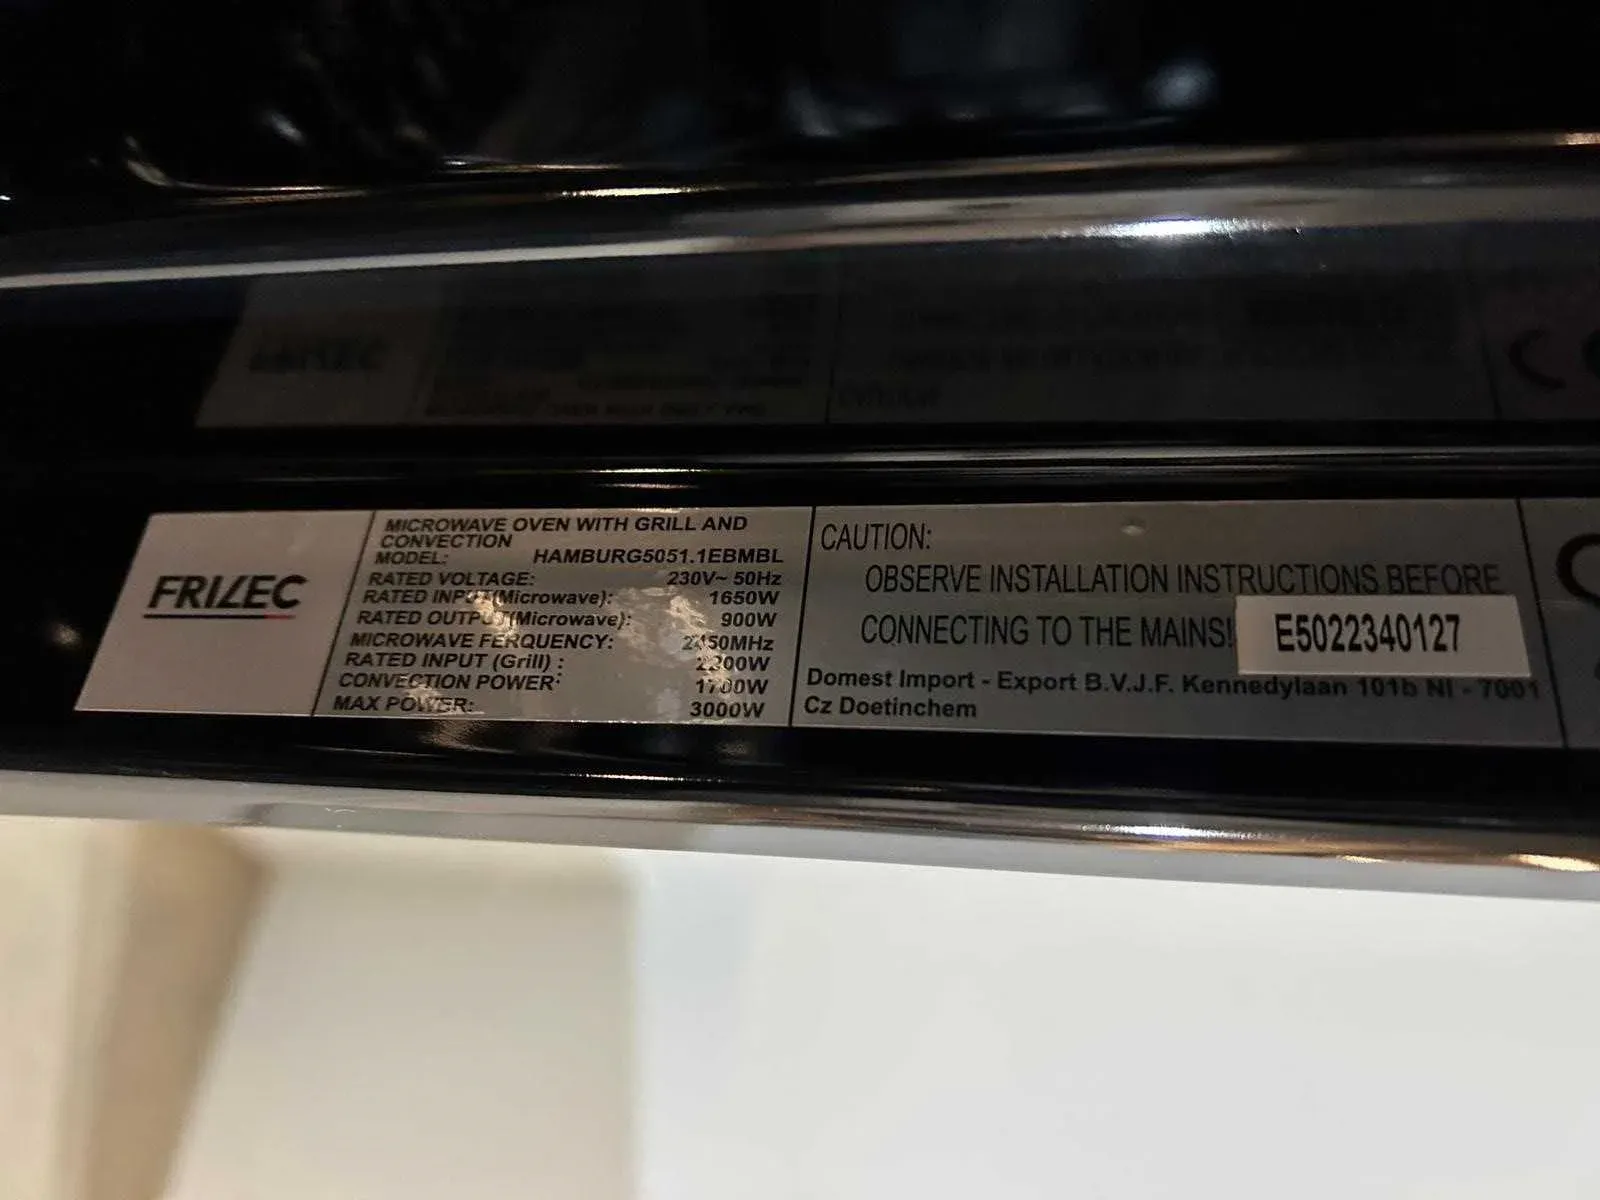 FRILEC
MICROWAVE OVEN WITH GRILL AND
CONVECTION
MODEL: HAMBURG5051.1EBMBL
RATED VOLTAGE: 230V~ 50Hz
RATED INPUT(Microwave): 1650W
RATED OUTPUT(Microwave): 900W
MICROWAVE FERQUENCY: 2450MHz
RATED INPUT (Grill) : 2200W
CONVECTION POWER: 1700W
MAX POWER: 3000W
CAUTION:
OBSERVE INSTALLATION INSTRUCTIONS BEFORE
CONNECTING TO THE MAINS!
E5022340127
Domest Import - Export B.V.J.F. Kennedylaan 101b Nl - 7001
Cz Doetinchem